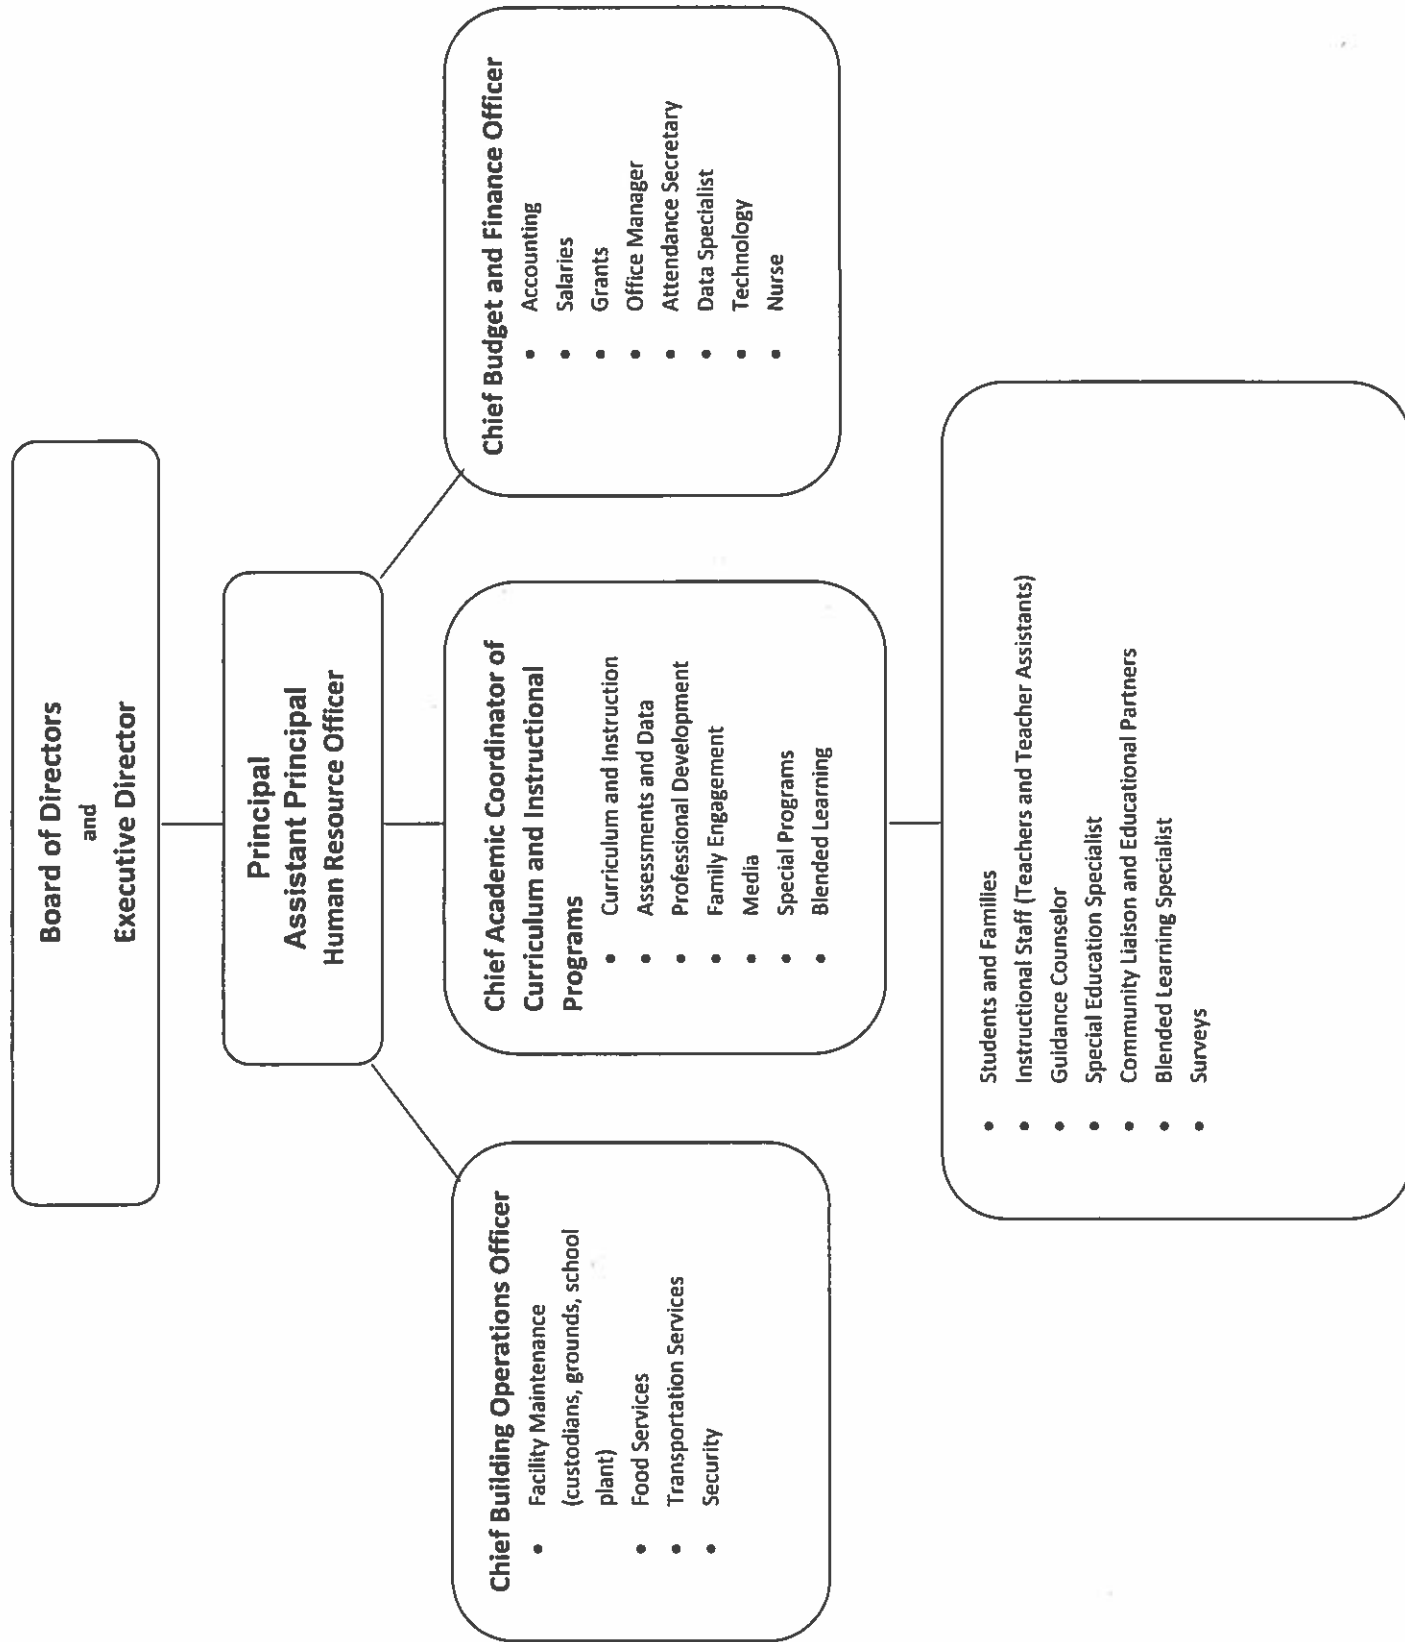 Board of Directors
and
Executive Director
Principal
Assistant Principal
Human Resource Officer
Chief Building Operations Officer
• Facility Maintenance
(custodians, grounds, school
plant)
• Food Services
• Transportation Services
• Security
Chief Academic Coordinator of
Curriculum and Instructional
Programs
• Curriculum and Instruction
• Assessments and Data
• Professional Development
• Family Engagement
• Media
• Special Programs
• Blended Learning
Chief Budget and Finance Officer
• Accounting
• Salaries
• Grants
• Office Manager
• Attendance Secretary
• Data Specialist
• Technology
• Nurse
• Students and Families
• Instructional Staff (Teachers and Teacher Assistants)
• Guidance Counselor
• Special Education Specialist
• Community Liaison and Educational Partners
• Blended Learning Specialist
• Surveys